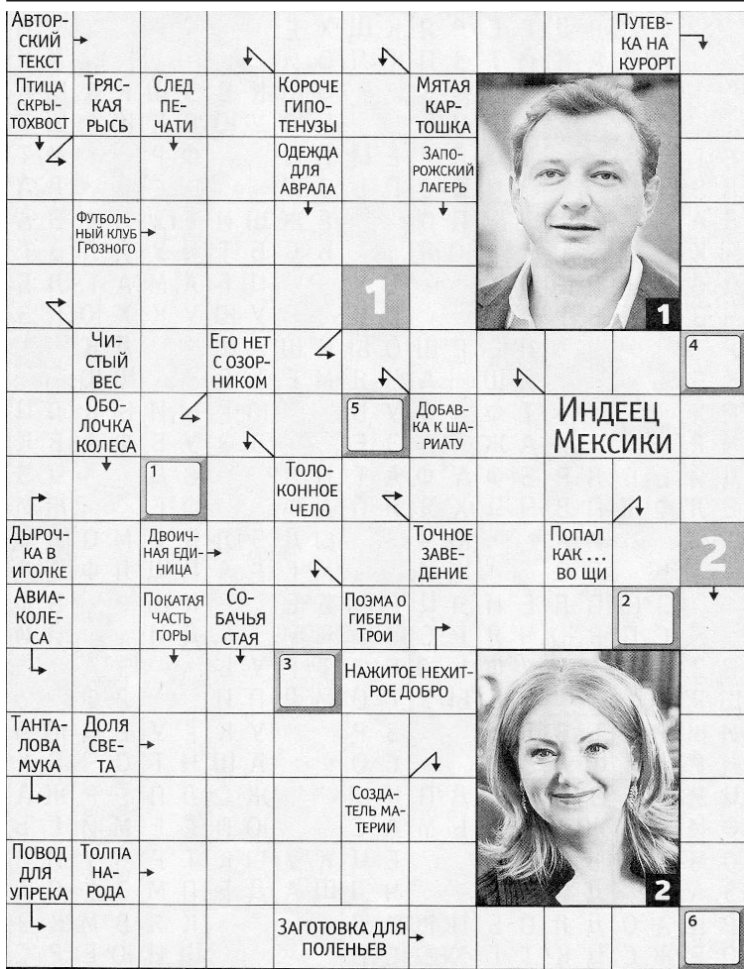 АВТОР-
СКИЙ
ТЕКСТ
ПУТЕВ-
КА НА
КУРОРТ
ПТИЦА
СКРЫ-
ТОХВОСТ
ТРЯС-
КАЯ
РЫСЬ
СЛЕД
ПЕ-
ЧАТИ
КОРОЧЕ
ГИПО-
ТЕНУЗЫ
МЯТАЯ
КАР-
ТОШКА
ОДЕЖДА
ДЛЯ
АВРАЛА
ЗАПО-
РОЖСКИЙ
ЛАГЕРЬ
ФУТБОЛЬ-
НЫЙ КЛУБ
ГРОЗНОГО
1
1
ЧИ-
СТЫЙ
ВЕС
ЕГО НЕТ
С ОЗОР-
НИКОМ
4
ОБО-
ЛОЧКА
КОЛЕСА
5
ДОБАВ-
КА К ША-
РИАТУ
ИНДЕЕЦ
МЕКСИКИ
1
ТОЛО-
КОННОЕ
ЧЕЛО
ДЫРОЧ-
КА В
ИГОЛКЕ
ДВОИЧ-
НАЯ ЕДИ-
НИЦА
ТОЧНОЕ
ЗАВЕ-
ДЕНИЕ
ПОПАЛ
КАК ...
ВО ЩИ
2
АВИА-
КОЛЕ-
СА
ПОКАТАЯ
ЧАСТЬ
ГОРЫ
СО-
БАЧЬЯ
СТАЯ
ПОЭМА О
ГИБЕЛИ
ТРОИ
2
3
НАЖИТОЕ НЕХИТ-
РОЕ ДОБРО
ТАНТА-
ЛОВА
МУКА
ДОЛЯ
СВЕ-
ТА
СОЗДА-
ТЕЛЬ МА-
ТЕРИИ
ПОВОД
ДЛЯ
УПРЕКА
ТОЛПА
НА-
РОДА
2
ЗАГОТОВКА ДЛЯ
ПОЛЕНЬЕВ
6